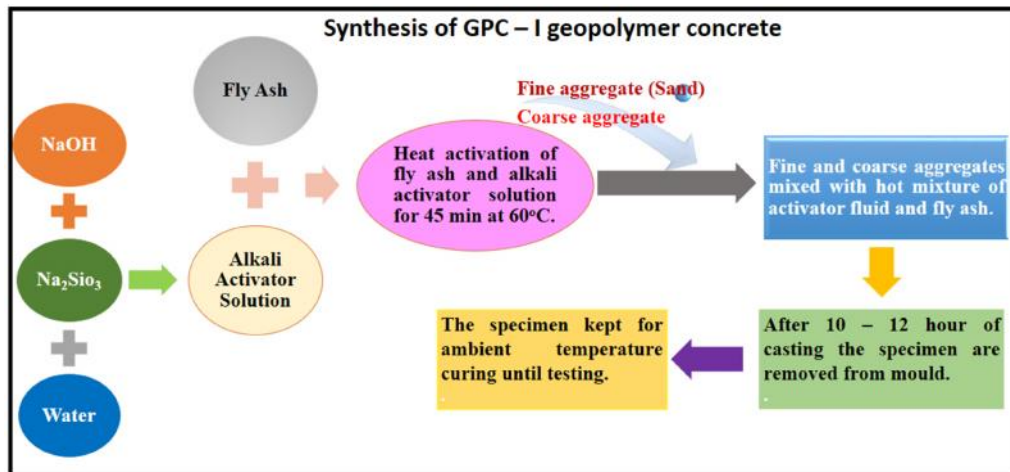 Synthesis of GPC – I geopolymer concrete
NaOH
Na₂Sio₃
Water
Fly Ash
Alkali
Activator
Solution
Heat activation of
fly ash and alkali
activator solution
for 45 min at 60°C.
Fine aggregate (Sand)
Coarse aggregate
Fine and coarse aggregates
mixed with hot mixture of
activator fluid and fly ash.
After 10 – 12 hour of
casting the specimen are
removed from mould.
.
The specimen kept for
ambient temperature
curing until testing.
.